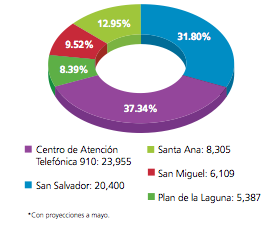 12.95%
31.80%
9.52%
8.39%
37.34%
Centro de Atención
Telefónica 910: 23,955
San Salvador: 20,400
Santa Ana: 8,305
San Miguel: 6,109
Plan de la Laguna: 5,387
*Con proyecciones a mayo.